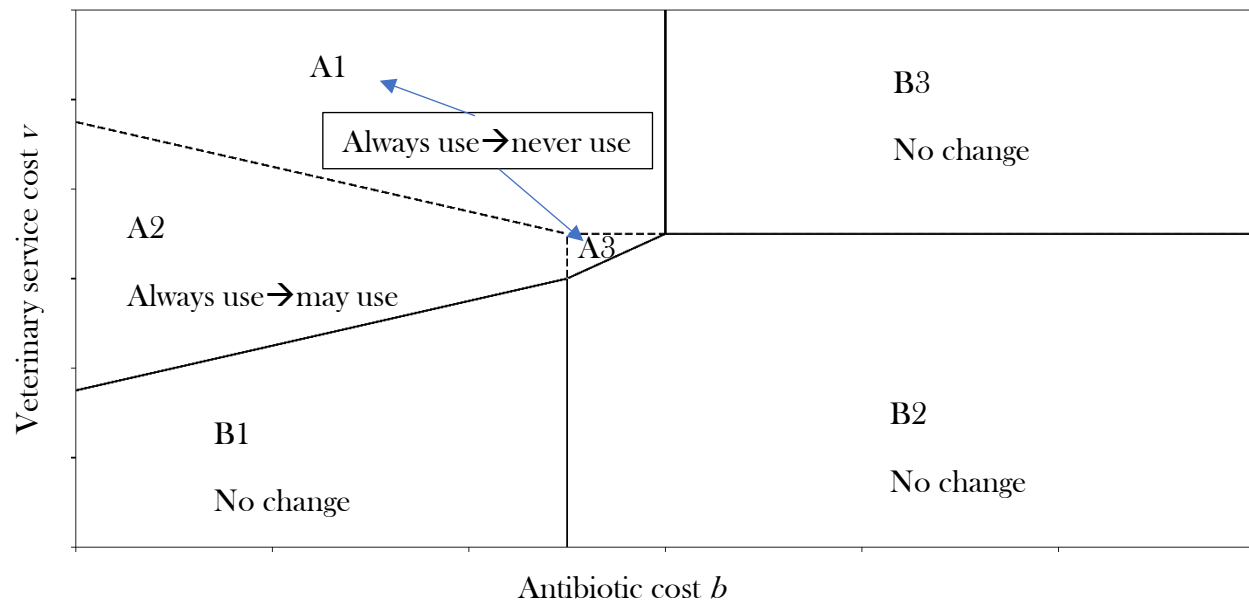 A1
B3
Always use→never use
No change
A2
A3
Always use→may use
B1
B2
No change
No change
Veterinary service cost v
Antibiotic cost b